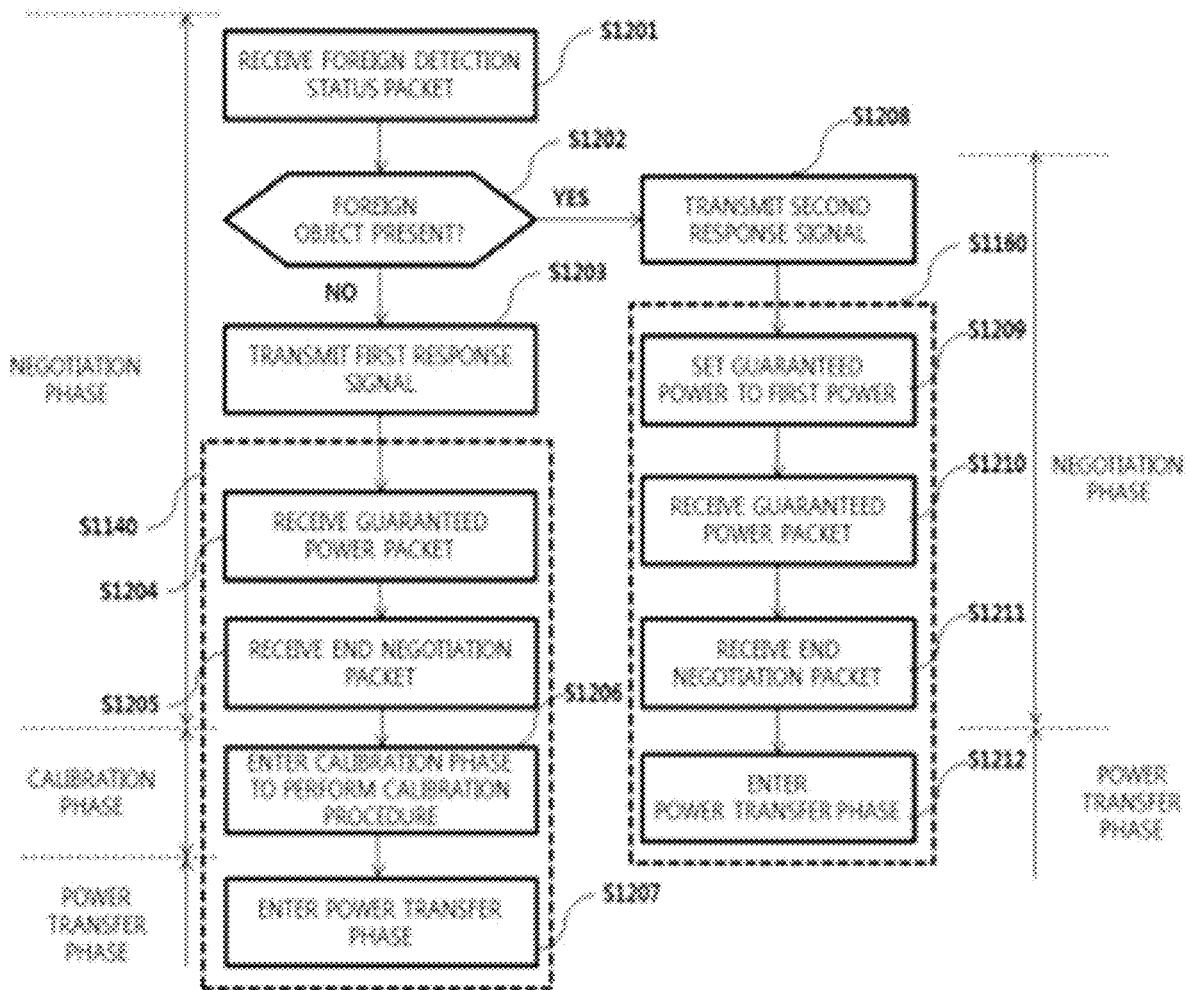 S1201
RECEIVE FOREIGN DETECTION
STATUS PACKET
S1202
FOREIGN
OBJECT PRESENT?
YES
NO
S1208
TRANSMIT SECOND
RESPONSE SIGNAL
S1203
TRANSMIT FIRST RESPONSE
SIGNAL
S1160
S1209
SET GUARANTEED
POWER TO FIRST POWER
NEGOTIATION
PHASE
S1140
RECEIVE GUARANTEED
POWER PACKET
S1204
S1210
RECEIVE GUARANTEED
POWER PACKET
NEGOTIATION
PHASE
RECEIVE END NEGOTIATION
PACKET
S1205
S1206
S1211
RECEIVE END
NEGOTIATION PACKET
CALIBRATION
PHASE
ENTER CALIBRATION PHASE
TO PERFORM CALIBRATION
PROCEDURE
S1212
ENTER
POWER TRANSFER PHASE
POWER
TRANSFER
PHASE
POWER
TRANSFER
PHASE
S1207
ENTER POWER TRANSFER
PHASE